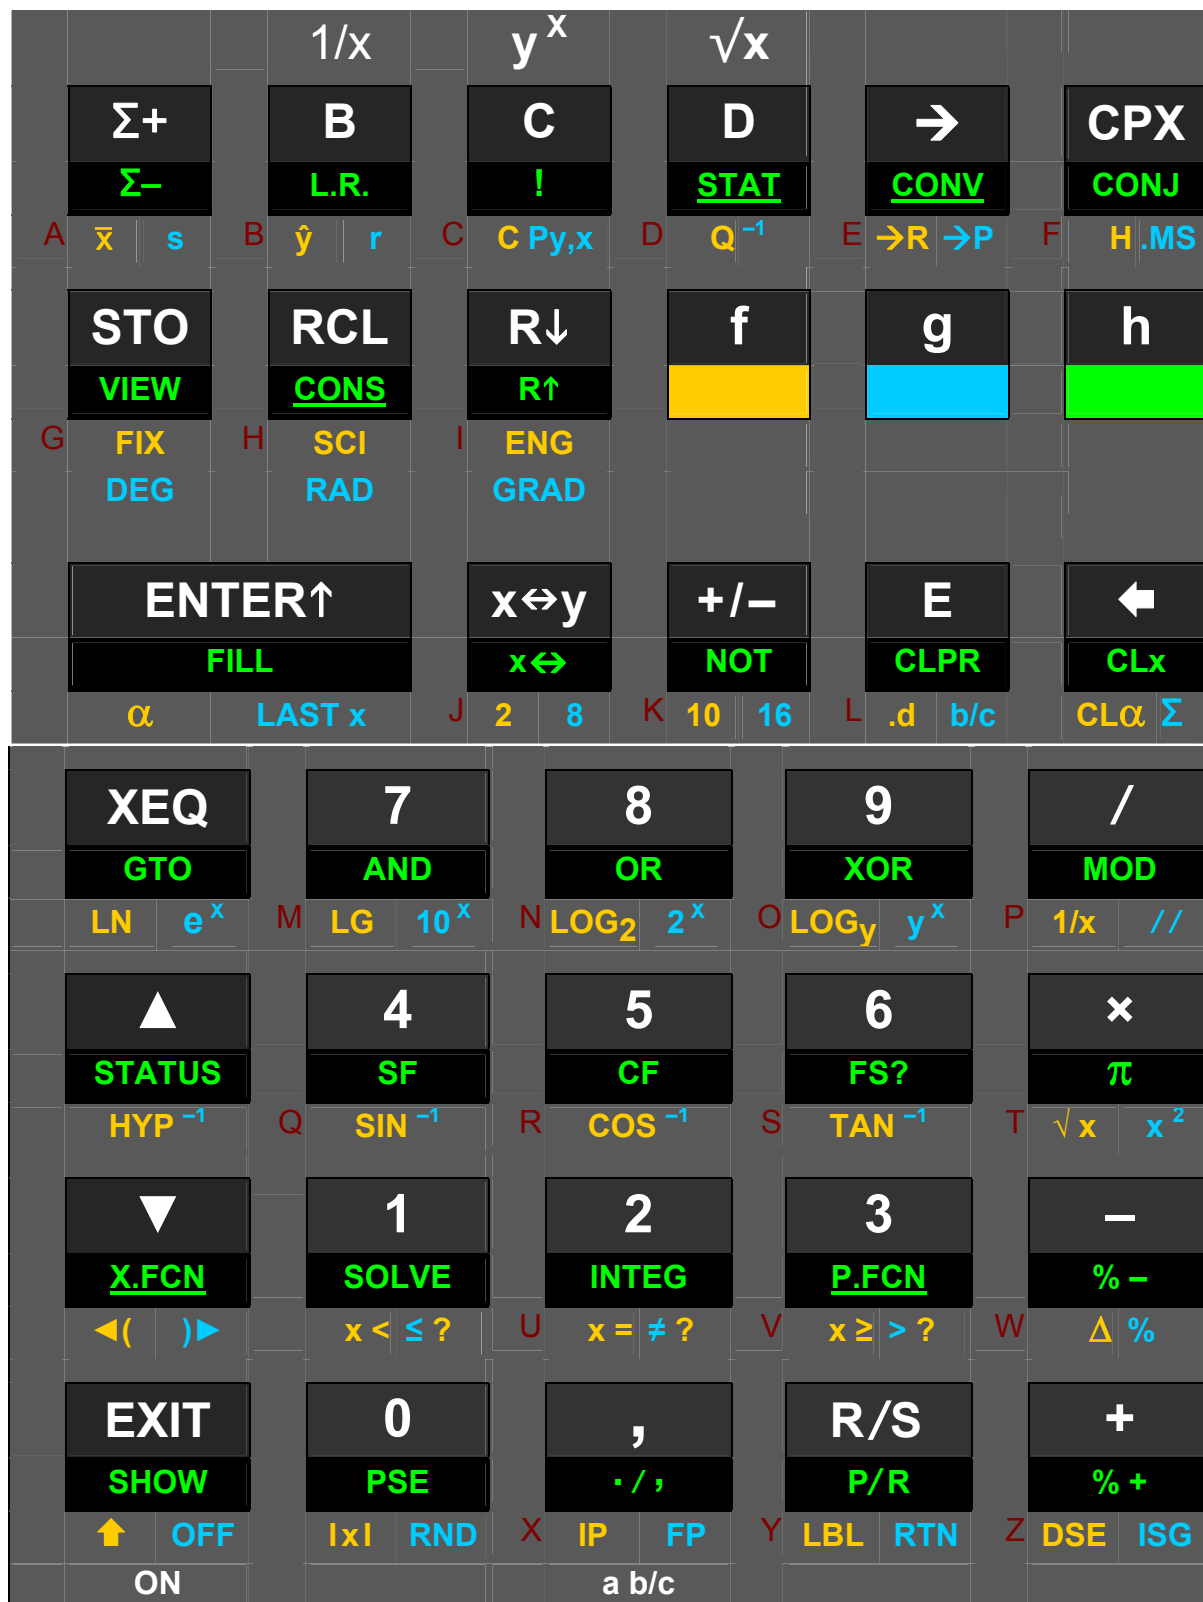 1/x y^x √x
Σ+ B C D → CPX
Σ– L.R. ! STAT CONV CONJ
A x̄ s B ŷ r C C Py,x D Q ⁻¹ E →R →P F H .MS
STO RCL R↓ f g h
VIEW CONS R↑
G FIX H SCI I ENG
DEG RAD GRAD
ENTER↑ x↔y +/– E 🡄
FILL x↔ NOT CLPR CLx
α LAST x J 2 8 K 10 16 L .d b/c CLα Σ
XEQ 7 8 9 /
GTO AND OR XOR MOD
LN e^x M LG 10^x N LOG₂ 2^x O LOGy y^x P 1/x //
▲ 4 5 6 ×
STATUS SF CF FS? π
HYP ⁻¹ Q SIN ⁻¹ R COS ⁻¹ S TAN ⁻¹ T √ x x ²
▼ 1 2 3 –
X.FCN SOLVE INTEG P.FCN % –
◄( )► x < ≤ ? U x = ≠ ? V x ≥ > ? W Δ %
EXIT 0 , R/S +
SHOW PSE ·/, P/R % +
🡅 OFF IxI RND X IP FP Y LBL RTN Z DSE ISG
ON a b/c